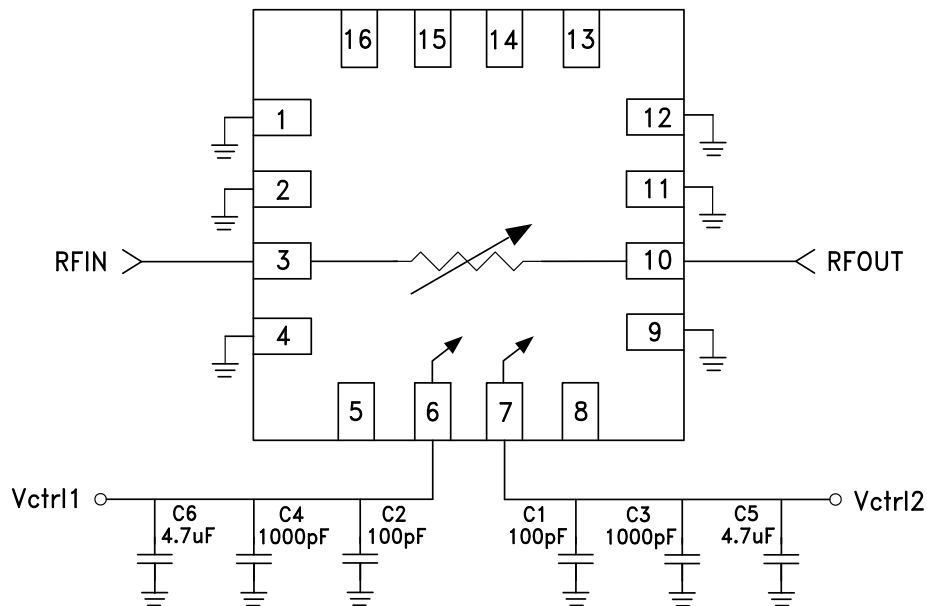 16 15 14 13
1
12
2
11
RFIN
3
10
RFOUT
4
9
5
6
7
8
Vctrl1
Vctrl2
C6
4.7uF
C4
1000pF
C2
100pF
C1
100pF
C3
1000pF
C5
4.7uF